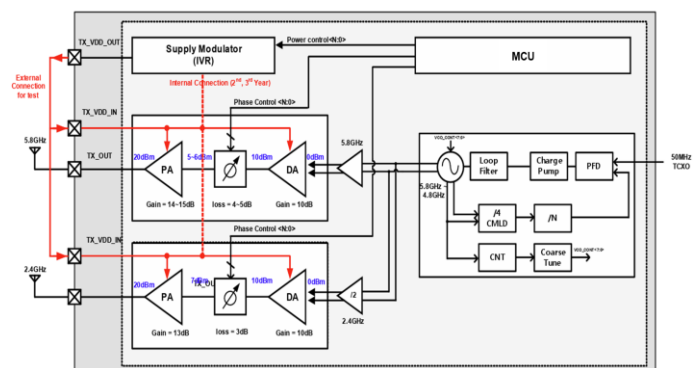 TX_VDD_OUT
Supply Modulator
(IVR)
Power control<N:0>
MCU
External
Connection
for test
Internal Connection (2nd, 3rd Year)
TX_VDD_IN
Phase Control <N:0>
5.8GHz
TX_OUT
20dBm
PA
Gain = 14~15dB
5~6dBm
loss = 4~5dB
10dBm
DA
Gain = 10dB
0dBm
5.8GHz
5.8GHz ~
4.8GHz
Loop
Filter
Charge
Pump
PFD
50MHz
TCXO
/4
CMLD
/N
CNT
Coarse
Tune
TX_VDD_IN
Phase Control <N:0>
2.4GHz
20dBm
PA
Gain = 13dB
7dBm
loss = 3dB
10dBm
DA
Gain = 10dB
0dBm
/2
2.4GHz